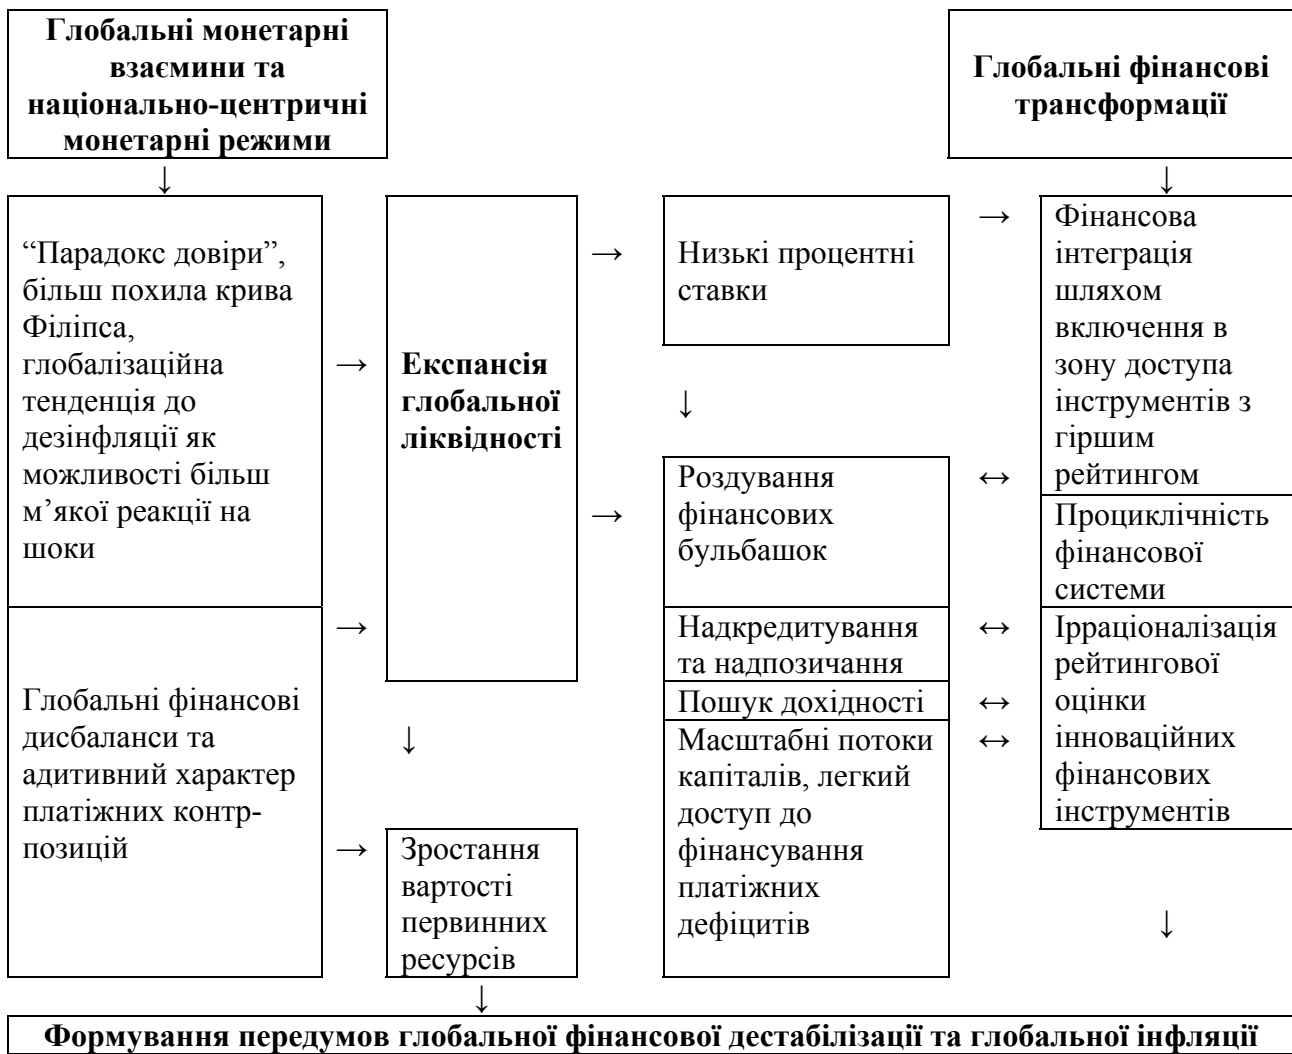 Глобальні монетарні
взаємини та
національно-центричні
монетарні режими
Глобальні фінансові
трансформації
↓
↓
“Парадокс довіри”,
більш похила крива
Філіпса,
глобалізаційна
тенденція до
дезінфляції як
можливості більш
м’якої реакції на
шоки
→
Експансія
глобальної
ліквідності
→
Низькі процентні
ставки
→
Фінансова
інтеграція
шляхом
включення в
зону доступа
інструментів з
гіршим
рейтингом
↓
→
Роздування
фінансових
бульбашок
↔
Проциклічність
фінансової
системи
Глобальні фінансові
дисбаланси та
адитивний характер
платіжних контр-
позицій
→
Надкредитування
та надпозичання
↔
Ірраціоналізація
рейтингової
оцінки
інноваційних
фінансових
інструментів
Пошук дохідності
↔
↓
Масштабні потоки
капіталів, легкий
доступ до
фінансування
платіжних
дефіцитів
↔
→
Зростання
вартості
первинних
ресурсів
↓
↓
Формування передумов глобальної фінансової дестабілізації та глобальної інфляції